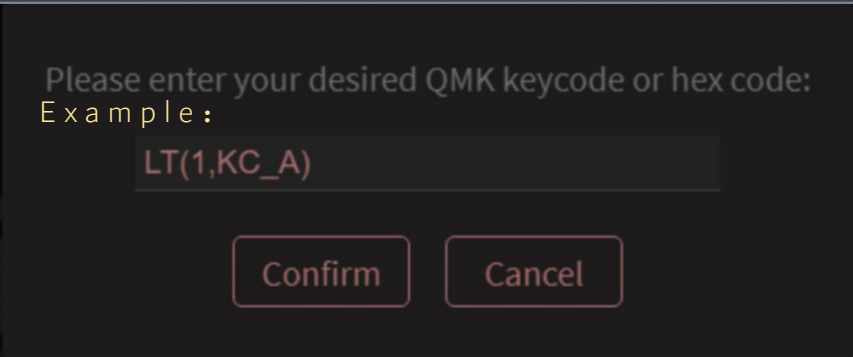 Please enter your desired QMK keycode or hex code:
Example：
LT(1,KC_A)
Confirm Cancel